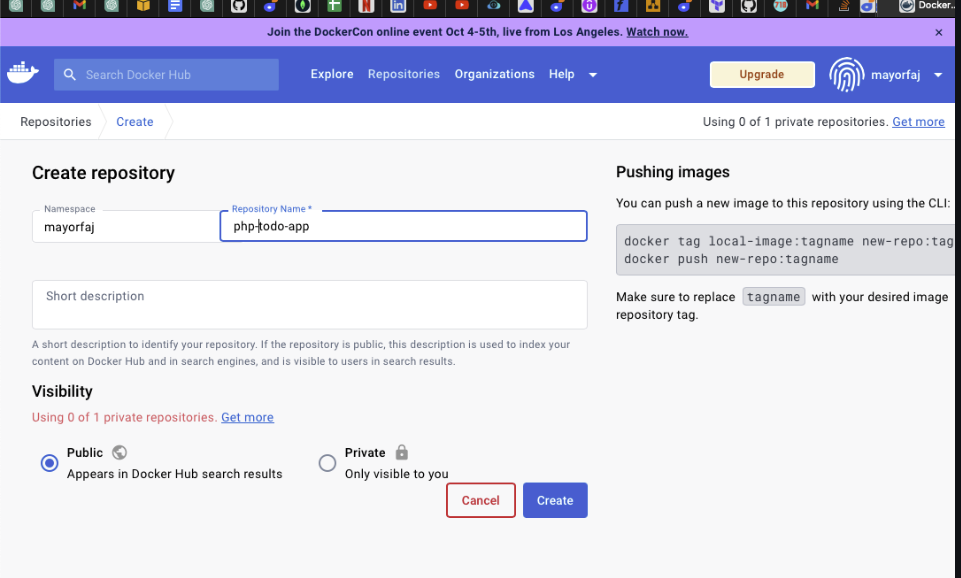 Docker..
Join the DockerCon online event Oct 4-5th, live from Los Angeles. Watch now.
Search Docker Hub
Explore Repositories Organizations Help
Upgrade
mayorfaj
Repositories Create
Using 0 of 1 private repositories. Get more
Create repository
Namespace
mayorfaj
Repository Name *
php-todo-app
Short description
A short description to identify your repository. If the repository is public, this description is used to index your
content on Docker Hub and in search engines, and is visible to users in search results.
Visibility
Using 0 of 1 private repositories. Get more
Public
Appears in Docker Hub search results
Private
Only visible to you
Cancel Create
Pushing images
You can push a new image to this repository using the CLI:
docker tag local-image:tagname new-repo:tag
docker push new-repo:tagname
Make sure to replace tagname with your desired image
repository tag.